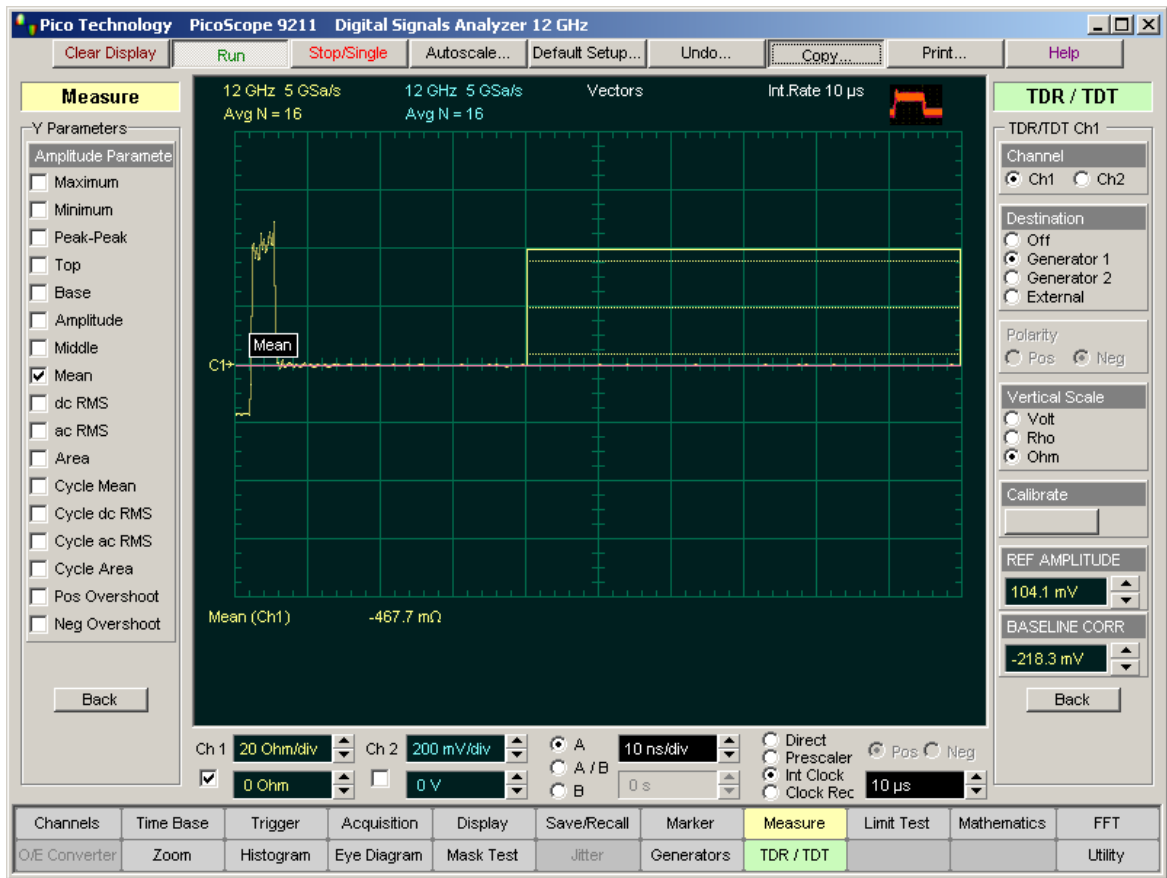 Pico Technology PicoScope 9211 Digital Signals Analyzer 12 GHz
Clear Display Run Stop/Single Autoscale... Default Setup... Undo... Copy... Print... Help
Measure
Y Parameters
Amplitude Paramete
Maximum
Minimum
Peak-Peak
Top
Base
Amplitude
Middle
Mean
dc RMS
ac RMS
Area
Cycle Mean
Cycle dc RMS
Cycle ac RMS
Cycle Area
Pos Overshoot
Neg Overshoot
Back
12 GHz 5 GSa/s 12 GHz 5 GSa/s Vectors Int.Rate 10 µs
Avg N = 16 Avg N = 16
Mean
C1
Mean (Ch1) -467.7 mΩ
TDR / TDT
TDR/TDT Ch1
Channel
Ch1 Ch2
Destination
Off
Generator 1
Generator 2
External
Polarity
Pos Neg
Vertical Scale
Volt
Rho
Ohm
Calibrate
REF AMPLITUDE
104.1 mV
BASELINE CORR
-218.3 mV
Back
Ch 1 20 Ohm/div Ch 2 200 mV/div A 10 ns/div Direct
A / B Prescaler Pos Neg
0 Ohm 0 V B 0 s Int Clock 10 µs
Clock Rec
Channels Time Base Trigger Acquisition Display Save/Recall Marker Measure Limit Test Mathematics FFT
O/E Converter Zoom Histogram Eye Diagram Mask Test Jitter Generators TDR / TDT Utility